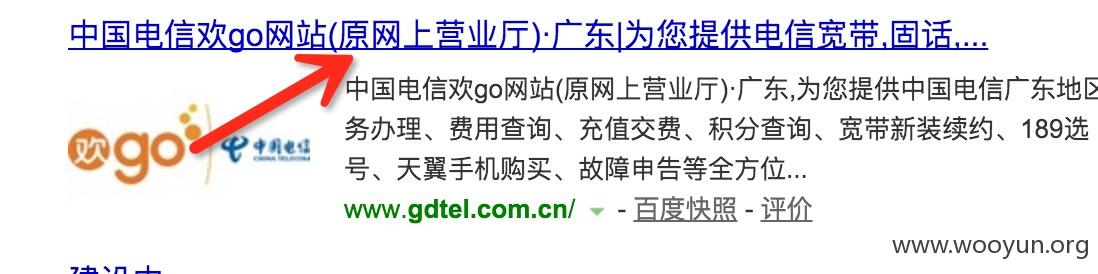 中国电信欢go网站(原网上营业厅)·广东|为您提供电信宽带,固话,...
中国电信欢go网站(原网上营业厅)·广东,为您提供中国电信广东地区
务办理、费用查询、充值交费、积分查询、宽带新装续约、189选
号、天翼手机购买、故障申告等全方位...
欢go 中国电信
CHINA TELECOM
www.gdtel.com.cn/ - 百度快照 - 评价
www.wooyun.org